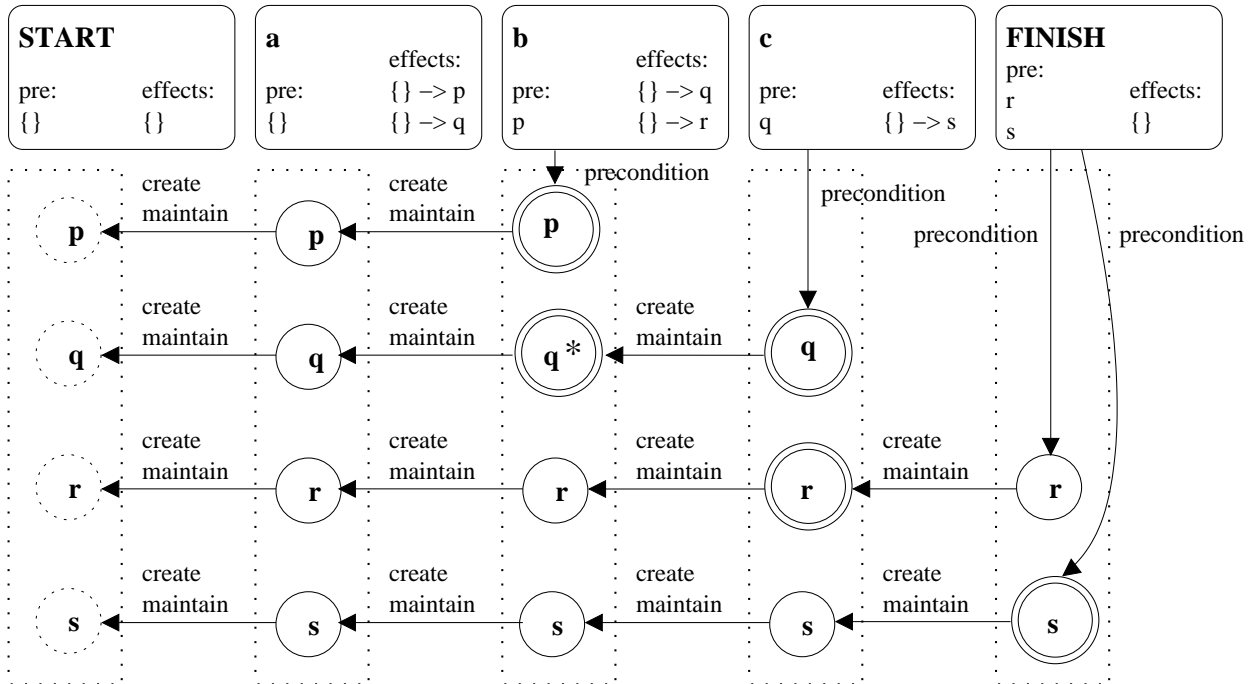 START
pre: effects:
{} {}
a
effects:
pre: {} –> p
{} {} –> q
b
effects:
pre: {} –> q
p {} –> r
c
pre: effects:
q {} –> s
FINISH
pre:
r effects:
s {}
precondition
precondition
precondition
precondition
create create
maintain maintain
p p p
create create create
maintain maintain maintain
q q q* q
create create create create
maintain maintain maintain maintain
r r r r r
create create create create
maintain maintain maintain maintain
s s s s s